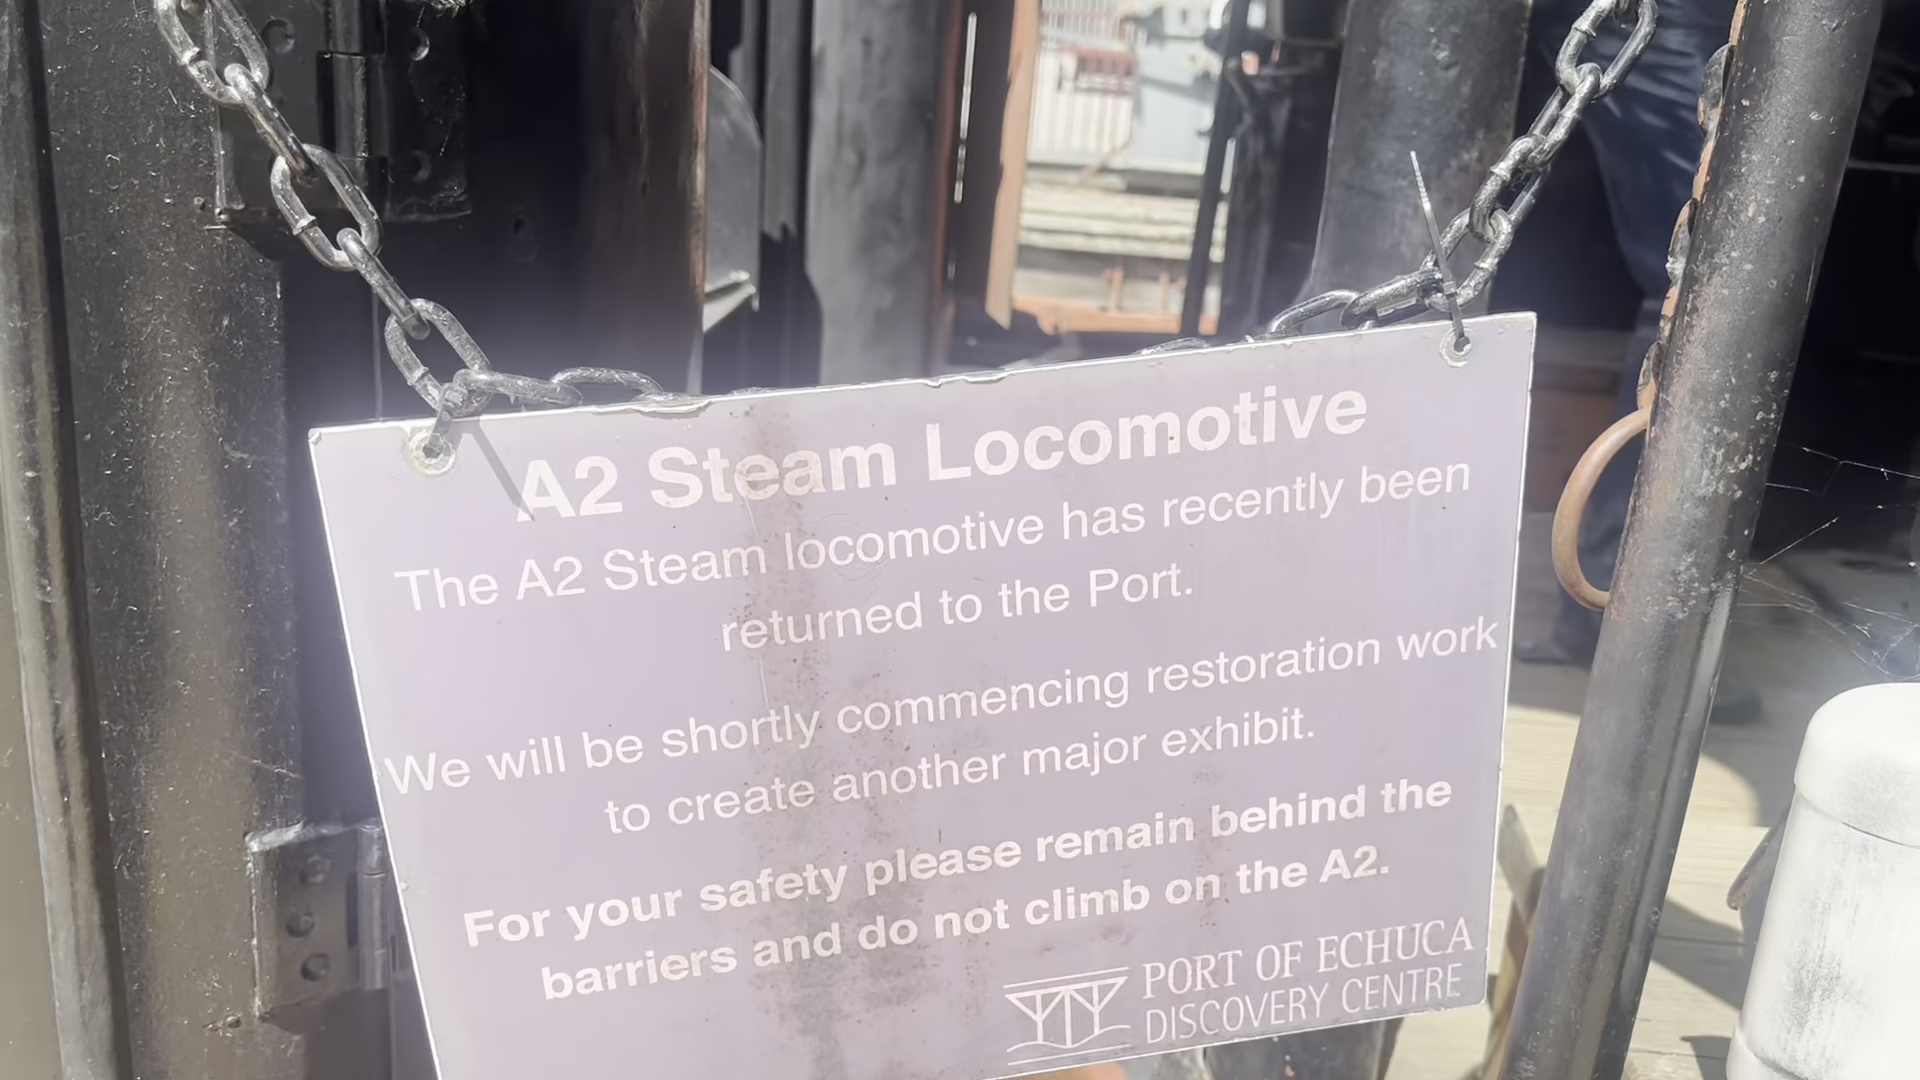 A2 Steam Locomotive
The A2 Steam locomotive has recently been
returned to the Port.
We will be shortly commencing restoration work
to create another major exhibit.
For your safety please remain behind the
barriers and do not climb on the A2.
PORT OF ECHUCA
DISCOVERY CENTRE